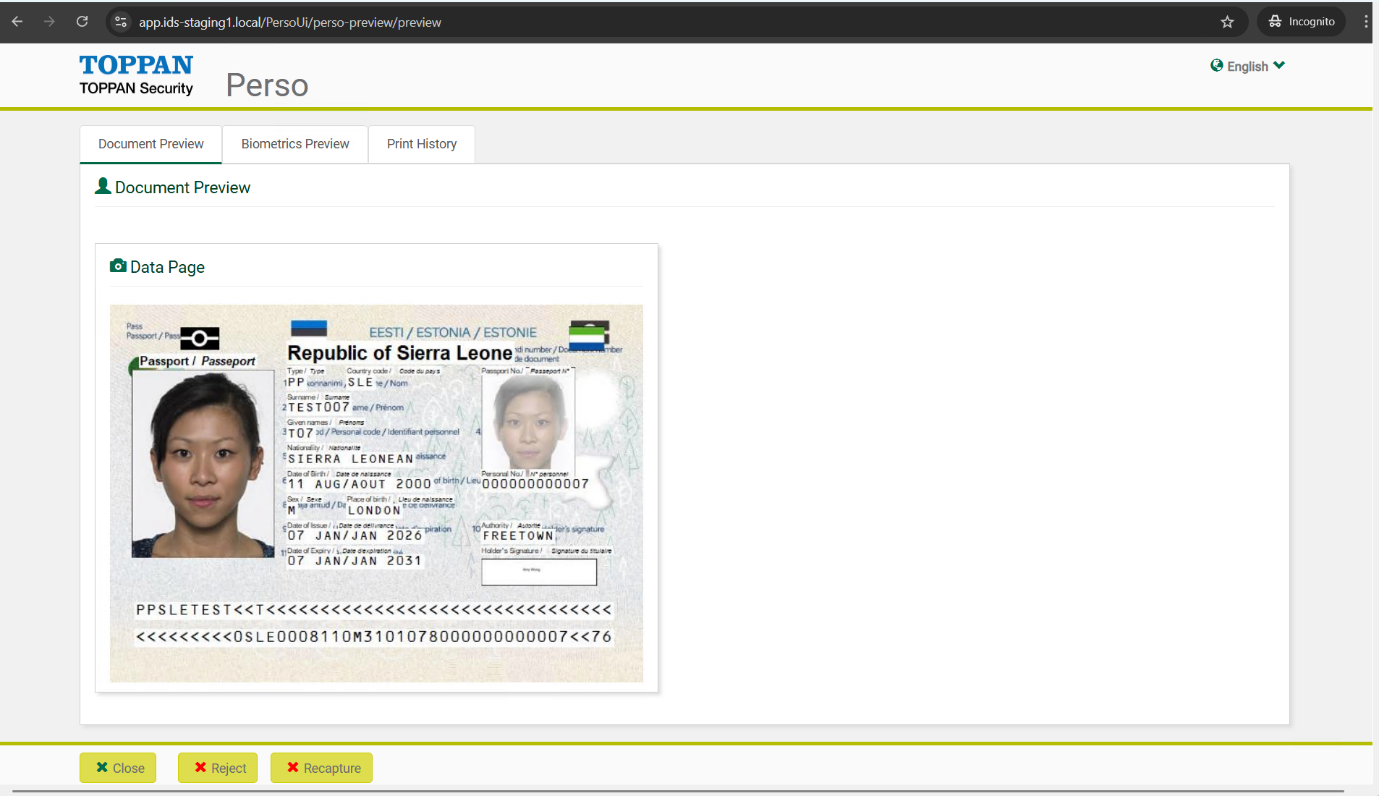 app.ids-staging1.local/PersoUi/perso-preview/preview
Incognito
TOPPAN
TOPPAN Security
Perso
English
Document Preview
Biometrics Preview
Print History
Document Preview
Data Page
Pass
Passport / Pass
EESTI / ESTONIA / ESTONIE
Passport / Passeport
Republic of Sierra Leone
Type / Type
Country code / Code du pays
Passport No./ Passeport N°
PP
SLE
Surname / Surname
TEST007
Given names / Prenoms
T07
Nationality / Nationalite
SIERRA LEONEAN
Date of Birth / Date de naissance
Personal No./ N° personnel
11 AUG/AOUT 2000
000000000007
Sex / Sexe
Place of birth / Lieu de naissance
M
LONDON
Date of Issue / Date de délivrance
Authority / Autorite
07 JAN/JAN 2026
FREETOWN
Date of Expiry / Date d'expiration
Holder's Signature / Signature du titulaire
07 JAN/JAN 2031
PPSLETEST<<T<<<<<<<<<<<<<<<<<<<<<<<<<<<<<<<<
<<<<<<<<<0SLE0008110M3101078000000000007<<76
Close
Reject
Recapture